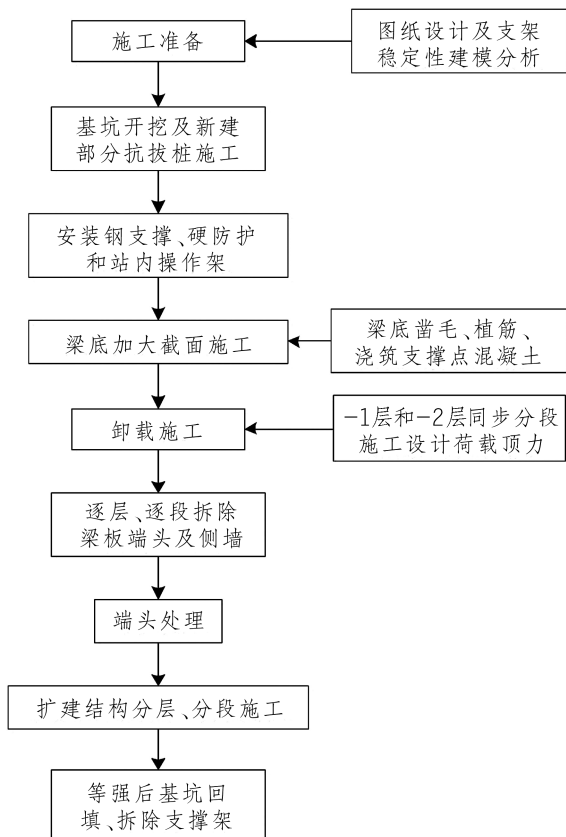 施工准备
图纸设计及支架
稳定性建模分析
基坑开挖及新建
部分抗拔桩施工
安装钢支撑、硬防护
和站内操作架
梁底加大截面施工
梁底凿毛、植筋、
浇筑支撑点混凝土
卸载施工
-1层和-2层同步分段
施工设计荷载顶力
逐层、逐段拆除
梁板端头及侧墙
端头处理
扩建结构分层、分段施工
等强后基坑回
填、拆除支撑架